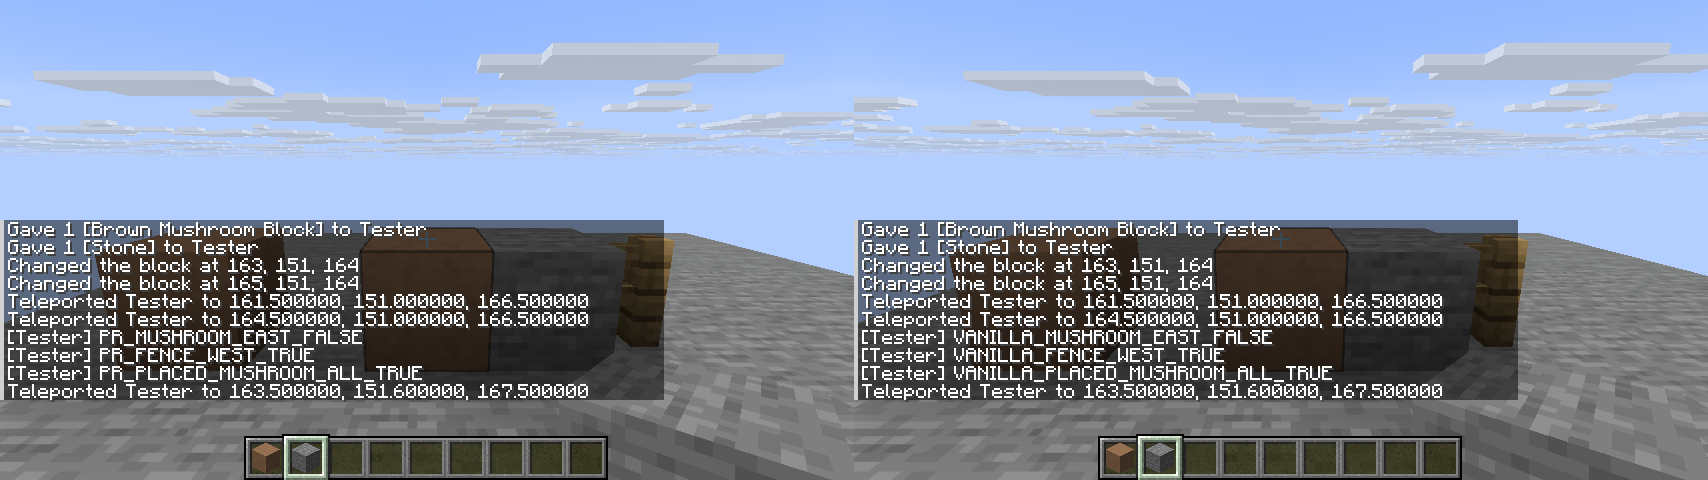 Gave 1 [Brown Mushroom Block] to Tester
Gave 1 [Stone] to Tester
Changed the block at 163, 151, 164
Changed the block at 165, 151, 164
Teleported Tester to 161.500000, 151.000000, 166.500000
Teleported Tester to 164.500000, 151.000000, 166.500000
[Tester] PR_MUSHROOM_EAST_FALSE
[Tester] PR_FENCE_WEST_TRUE
[Tester] PR_PLACED_MUSHROOM_ALL_TRUE
Teleported Tester to 163.500000, 151.600000, 167.500000
Gave 1 [Brown Mushroom Block] to Tester
Gave 1 [Stone] to Tester
Changed the block at 163, 151, 164
Changed the block at 165, 151, 164
Teleported Tester to 161.500000, 151.000000, 166.500000
Teleported Tester to 164.500000, 151.000000, 166.500000
[Tester] VANILLA_MUSHROOM_EAST_FALSE
[Tester] VANILLA_FENCE_WEST_TRUE
[Tester] VANILLA_PLACED_MUSHROOM_ALL_TRUE
Teleported Tester to 163.500000, 151.600000, 167.500000